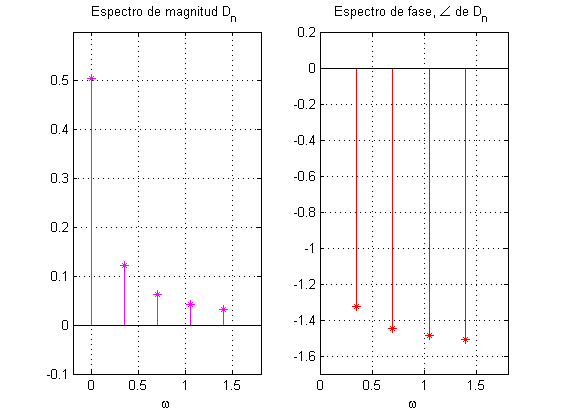 Espectro de magnitud Dn
0.5
0.4
0.3
0.2
0.1
0
-0.1
0 0.5 1 1.5
ω
Espectro de fase, ∠ de Dn
0.2
0
-0.2
-0.4
-0.6
-0.8
-1
-1.2
-1.4
-1.6
0 0.5 1 1.5
ω